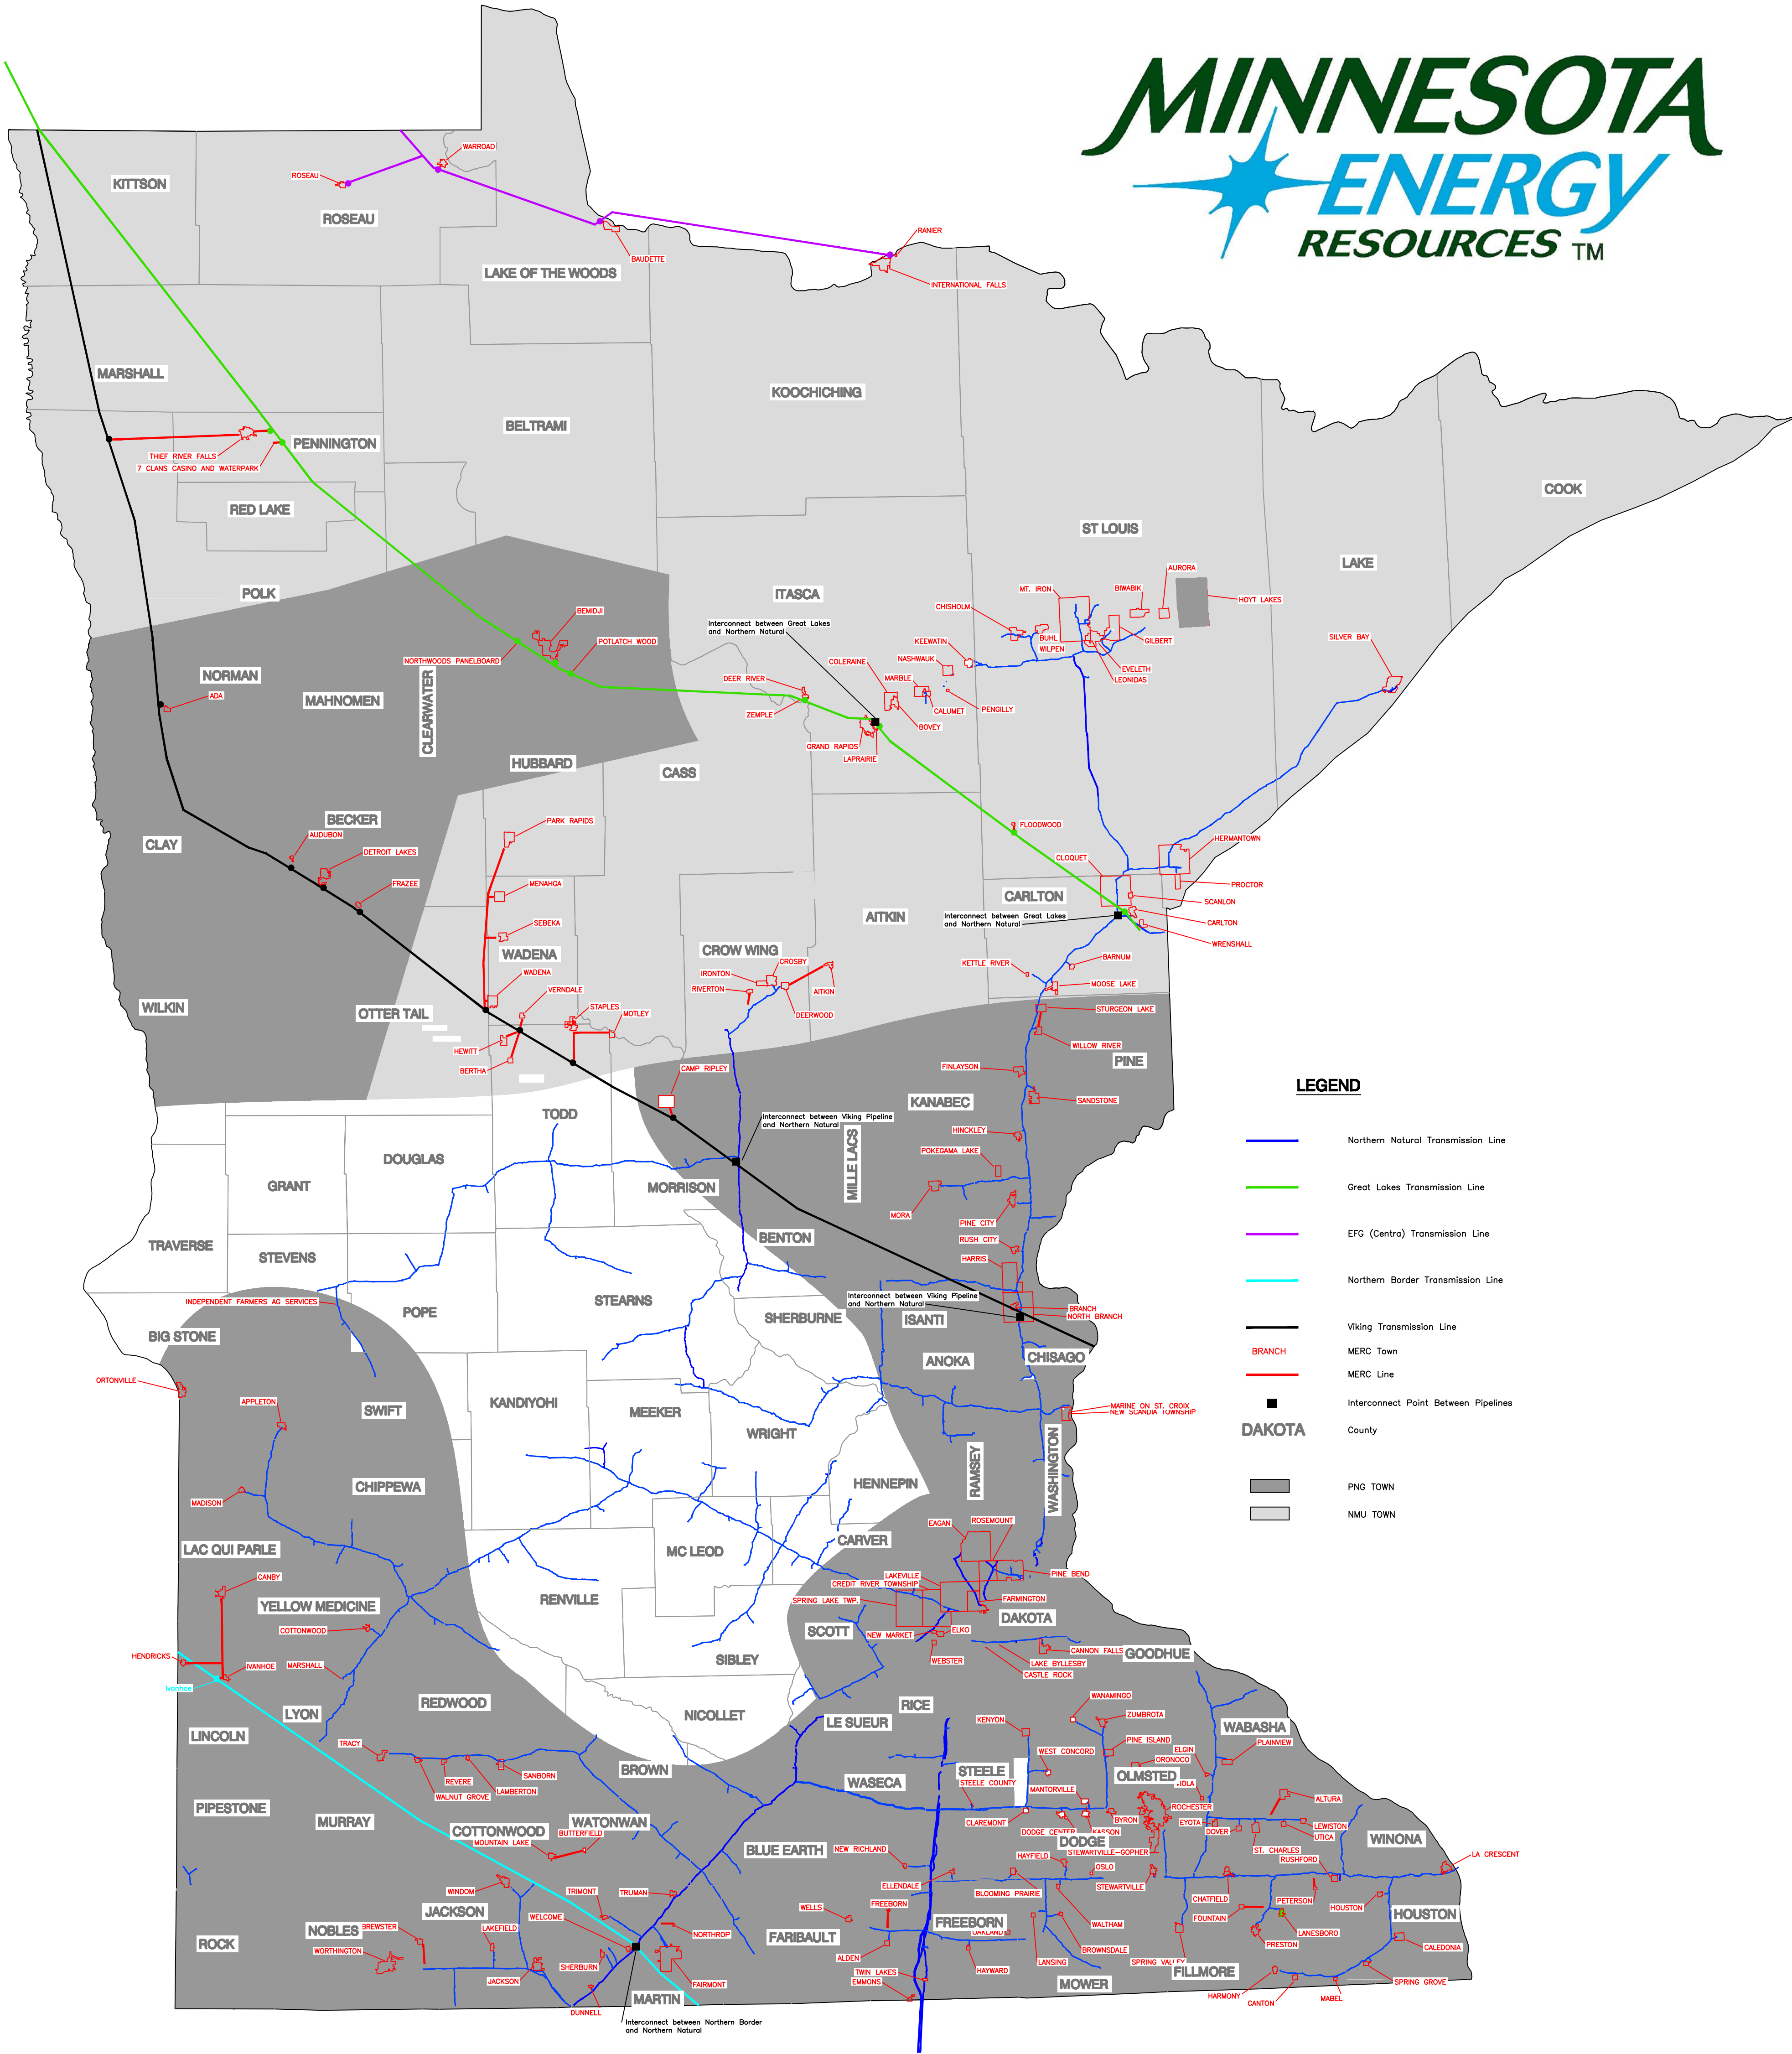 MINNESOTA
ENERGY
RESOURCES TM
KITTSON
ROSEAU
WARROAD
ROSEAU
LAKE OF THE WOODS
BAUDETTE
RANIER
INTERNATIONAL FALLS
MARSHALL
KOOCHICHING
BELTRAMI
PENNINGTON
THIEF RIVER FALLS
7 CLANS CASINO AND WATERPARK
RED LAKE
COOK
ST LOUIS
LAKE
POLK
ITASCA
AURORA
MT. IRON
BIWABIK
HOYT LAKES
CHISHOLM
BEMIDJI
Interconnect between Great Lakes
and Northern Natural
POTLATCH WOOD
NORTHWOODS PANELBOARD
KEEWATIN
BUHL
WILPEN
GILBERT
SILVER BAY
COLERAINE
NASHWAUK
EVELETH
LEONIDAS
NORMAN
MAHNOMEN
CLEARWATER
ADA
DEER RIVER
ZEMPLE
MARBLE
CALUMET
PENGILLY
BOVEY
GRAND RAPIDS
LAPRAIRIE
HUBBARD
CASS
BECKER
AUDUBON
CLAY
DETROIT LAKES
FRAZEE
PARK RAPIDS
FLOODWOOD
HERMANTOWN
CLOQUET
MENAHGA
CARLTON
PROCTOR
SCANLON
AITKIN
Interconnect between Great Lakes
and Northern Natural
CARLTON
WRENSHALL
SEBEKA
WADENA
CROW WING
CROSBY
IRONTON
RIVERTON
AITKIN
DEERWOOD
KETTLE RIVER
BARNUM
MOOSE LAKE
WILKIN
OTTER TAIL
WADENA
VERNDALE
STAPLES
MOTLEY
STURGEON LAKE
WILLOW RIVER
HEWITT
BERTHA
CAMP RIPLEY
PINE
FINLAYSON
TODD
KANABEC
SANDSTONE
Interconnect between Viking Pipeline
and Northern Natural
HINCKLEY
MILLE LACS
POKEGAMA LAKE
DOUGLAS
GRANT
MORRISON
MORA
PINE CITY
TRAVERSE
STEVENS
BENTON
RUSH CITY
HARRIS
INDEPENDENT FARMERS AG SERVICES
POPE
STEARNS
Interconnect between Viking Pipeline
and Northern Natural
BRANCH
NORTH BRANCH
SHERBURNE
ISANTI
BIG STONE
ANOKA
CHISAGO
ORTONVILLE
APPLETON
SWIFT
KANDIYOHI
MEEKER
WRIGHT
MARINE ON ST. CROIX
NEW SCANDIA TOWNSHIP
RAMSEY
WASHINGTON
CHIPPEWA
HENNEPIN
MADISON
EAGAN
ROSEMOUNT
LAC QUI PARLE
MC LEOD
CARVER
CANBY
LAKEVILLE
CREDIT RIVER TOWNSHIP
SPRING LAKE TWP.
PINE BEND
FARMINGTON
YELLOW MEDICINE
RENVILLE
COTTONWOOD
SCOTT
DAKOTA
NEW MARKET
ELKO
WEBSTER
CANNON FALLS
LAKE BYLLESBY
CASTLE ROCK
GOODHUE
HENDRICKS
IVANHOE
Ivanhoe
MARSHALL
SIBLEY
LYON
REDWOOD
NICOLLET
RICE
LE SUEUR
LINCOLN
TRACY
KENYON
WANAMINGO
ZUMBROTA
WABASHA
PINE ISLAND
WEST CONCORD
ELGIN
PLAINVIEW
ORONOCO
REVERE
WALNUT GROVE
LAMBERTON
SANBORN
BROWN
WASECA
STEELE
STEELE COUNTY
MANTORVILLE
OLMSTED
VIOLA
PIPESTONE
MURRAY
COTTONWOOD
WATONWAN
BUTTERFIELD
MOUNTAIN LAKE
ROCHESTER
ALTURA
CLAREMONT
BYRON
EYOTA
DOVER
LEWISTON
UTICA
DODGE CENTER
KASSON
DODGE
STEWARTVILLE-GOPHER
WINONA
BLUE EARTH
NEW RICHLAND
HAYFIELD
OSLO
ST. CHARLES
RUSHFORD
LA CRESCENT
ELLENDALE
BLOOMING PRAIRIE
STEWARTVILLE
CHATFIELD
PETERSON
HOUSTON
WINDOM
TRIMONT
TRUMAN
WELLS
FREEBORN
JACKSON
WELCOME
FOUNTAIN
LANESBORO
HOUSTON
NOBLES
BREWSTER
LAKEFIELD
NORTHROP
FARIBAULT
FREEBORN
OAKLAND
WALTHAM
BROWNSDALE
PRESTON
CALEDONIA
ROCK
WORTHINGTON
SHERBURN
JACKSON
FAIRMONT
ALDEN
HAYWARD
LANSING
SPRING VALLEY
FILLMORE
SPRING GROVE
TWIN LAKES
EMMONS
MOWER
HARMONY
CANTON
MABEL
DUNNELL
MARTIN
Interconnect between Northern Border
and Northern Natural
LEGEND
Northern Natural Transmission Line
Great Lakes Transmission Line
EFG (Centra) Transmission Line
Northern Border Transmission Line
Viking Transmission Line
BRANCH MERC Town
MERC Line
Interconnect Point Between Pipelines
DAKOTA County
PNG TOWN
NMU TOWN